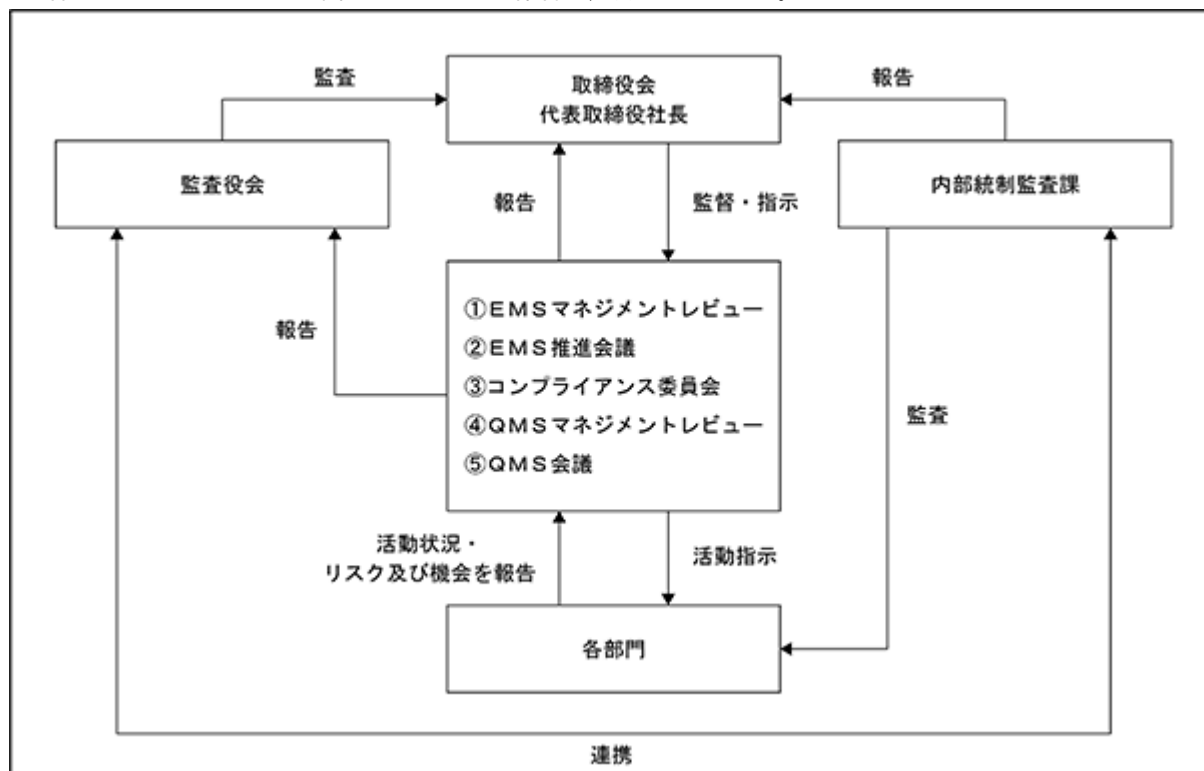 監査
取締役会
代表取締役社長
報告
監査役会
内部統制監査課
報告
監督・指示
①ＥＭＳマネジメントレビュー
②ＥＭＳ推進会議
③コンプライアンス委員会
④ＱＭＳマネジメントレビュー
⑤ＱＭＳ会議
報告
監査
活動状況・
リスク及び機会を報告
活動指示
各部門
連携